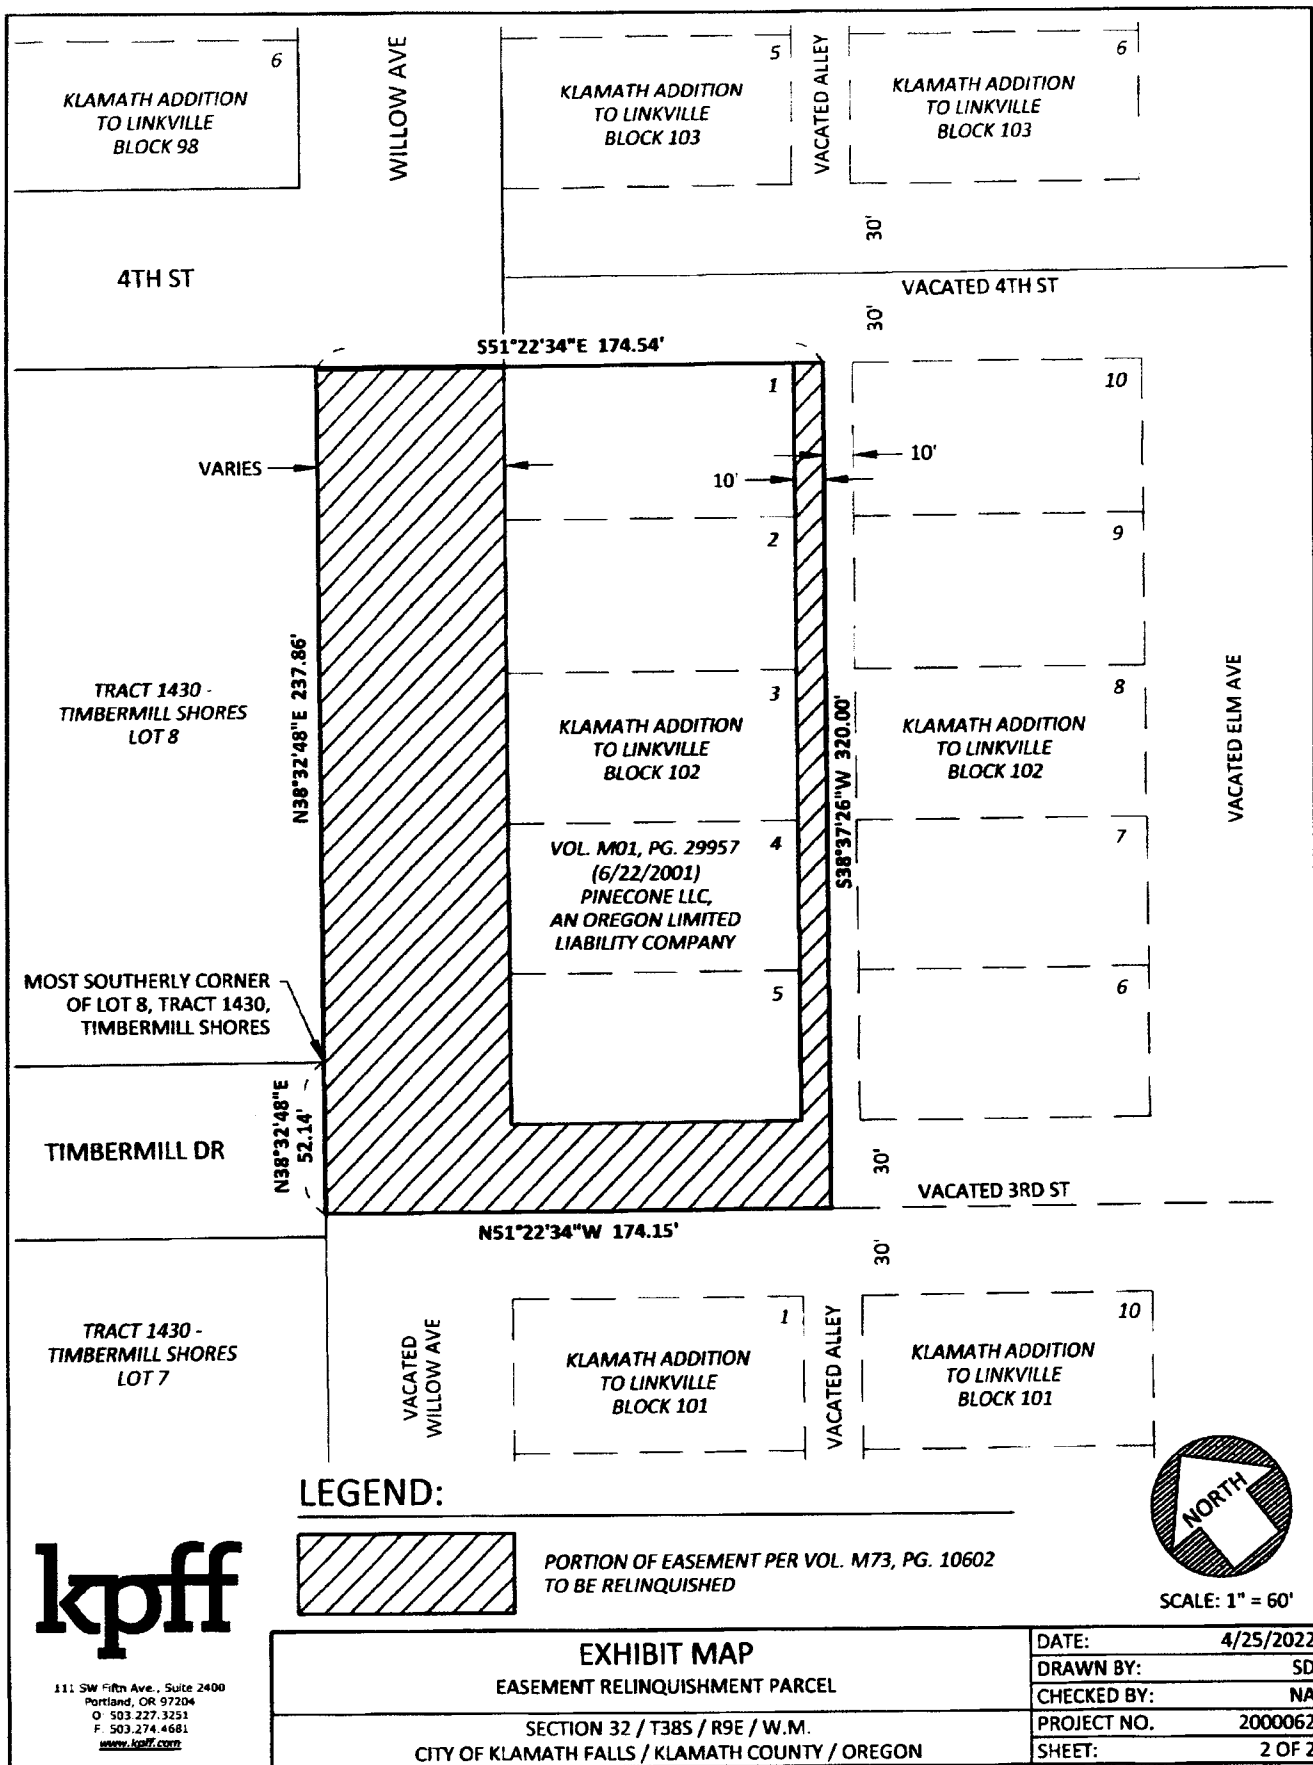 6
KLAMATH ADDITION
TO LINKVILLE
BLOCK 98
WILLOW AVE
5
KLAMATH ADDITION
TO LINKVILLE
BLOCK 103
VACATED ALLEY
6
KLAMATH ADDITION
TO LINKVILLE
BLOCK 103
30'
4TH ST
VACATED 4TH ST
30'
S51°22'34"E 174.54'
1
10
VARIES
10'
10'
2
9
N38°32'48"E 237.86'
TRACT 1430 -
TIMBERMILL SHORES
LOT 8
3
KLAMATH ADDITION
TO LINKVILLE
BLOCK 102
S38°37'26"W 320.00'
8
KLAMATH ADDITION
TO LINKVILLE
BLOCK 102
VACATED ELM AVE
4
VOL. M01, PG. 29957
(6/22/2001)
PINECONE LLC,
AN OREGON LIMITED
LIABILITY COMPANY
7
MOST SOUTHERLY CORNER
OF LOT 8, TRACT 1430,
TIMBERMILL SHORES
5
6
TIMBERMILL DR
N38°32'48"E
52.14'
30'
VACATED 3RD ST
N51°22'34"W 174.15'
30'
TRACT 1430 -
TIMBERMILL SHORES
LOT 7
VACATED
WILLOW AVE
1
KLAMATH ADDITION
TO LINKVILLE
BLOCK 101
VACATED ALLEY
10
KLAMATH ADDITION
TO LINKVILLE
BLOCK 101
LEGEND:
PORTION OF EASEMENT PER VOL. M73, PG. 10602
TO BE RELINQUISHED
NORTH
SCALE: 1" = 60'
kpff
111 SW Fifth Ave., Suite 2400
Portland, OR 97204
O: 503.227.3251
F: 503.274.4681
www.kpff.com
EXHIBIT MAP
EASEMENT RELINQUISHMENT PARCEL
SECTION 32 / T38S / R9E / W.M.
CITY OF KLAMATH FALLS / KLAMATH COUNTY / OREGON
DATE: 4/25/2022
DRAWN BY: SD
CHECKED BY: NA
PROJECT NO. 2000062
SHEET: 2 OF 2